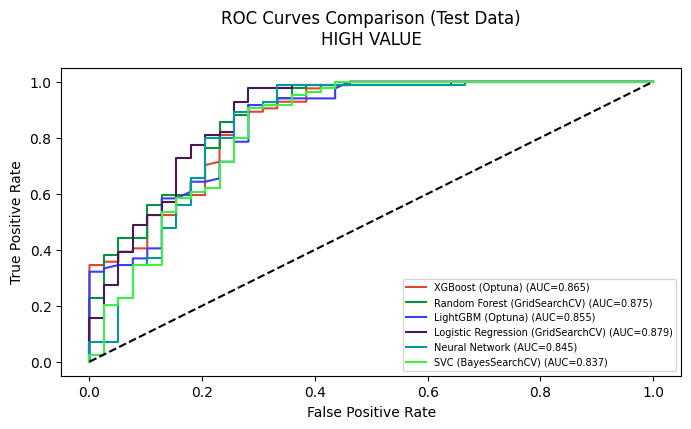 ROC Curves Comparison (Test Data)
HIGH VALUE
True Positive Rate
1.0
0.8
0.6
0.4
0.2
0.0
XGBoost (Optuna) (AUC=0.865)
Random Forest (GridSearchCV) (AUC=0.875)
LightGBM (Optuna) (AUC=0.855)
Logistic Regression (GridSearchCV) (AUC=0.879)
Neural Network (AUC=0.845)
SVC (BayesSearchCV) (AUC=0.837)
0.0 0.2 0.4 0.6 0.8 1.0
False Positive Rate